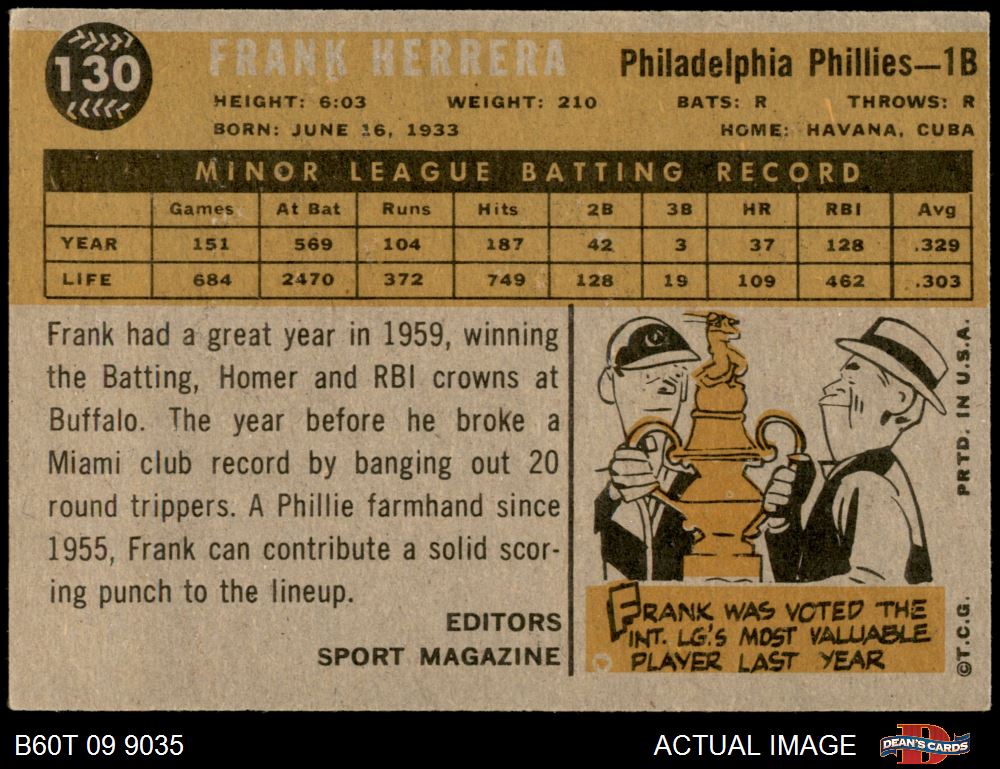 130
FRANK HERRERA
Philadelphia Phillies—1B
HEIGHT: 6:03 WEIGHT: 210 BATS: R THROWS: R
BORN: JUNE 16, 1933 HOME: HAVANA, CUBA
MINOR LEAGUE BATTING RECORD
Games At Bat Runs Hits 2B 3B HR RBI Avg
YEAR 151 569 104 187 42 3 37 128 .329
LIFE 684 2470 372 749 128 19 109 462 .303
Frank had a great year in 1959, winning
the Batting, Homer and RBI crowns at
Buffalo. The year before he broke a
Miami club record by banging out 20
round trippers. A Phillie farmhand since
1955, Frank can contribute a solid scor-
ing punch to the lineup.
EDITORS
SPORT MAGAZINE
FRANK WAS VOTED THE
INT. LG.'S MOST VALUABLE
PLAYER LAST YEAR
PRTD. IN U.S.A.
©T.C.G.
B60T 09 9035
ACTUAL IMAGE
DEAN'S CARDS